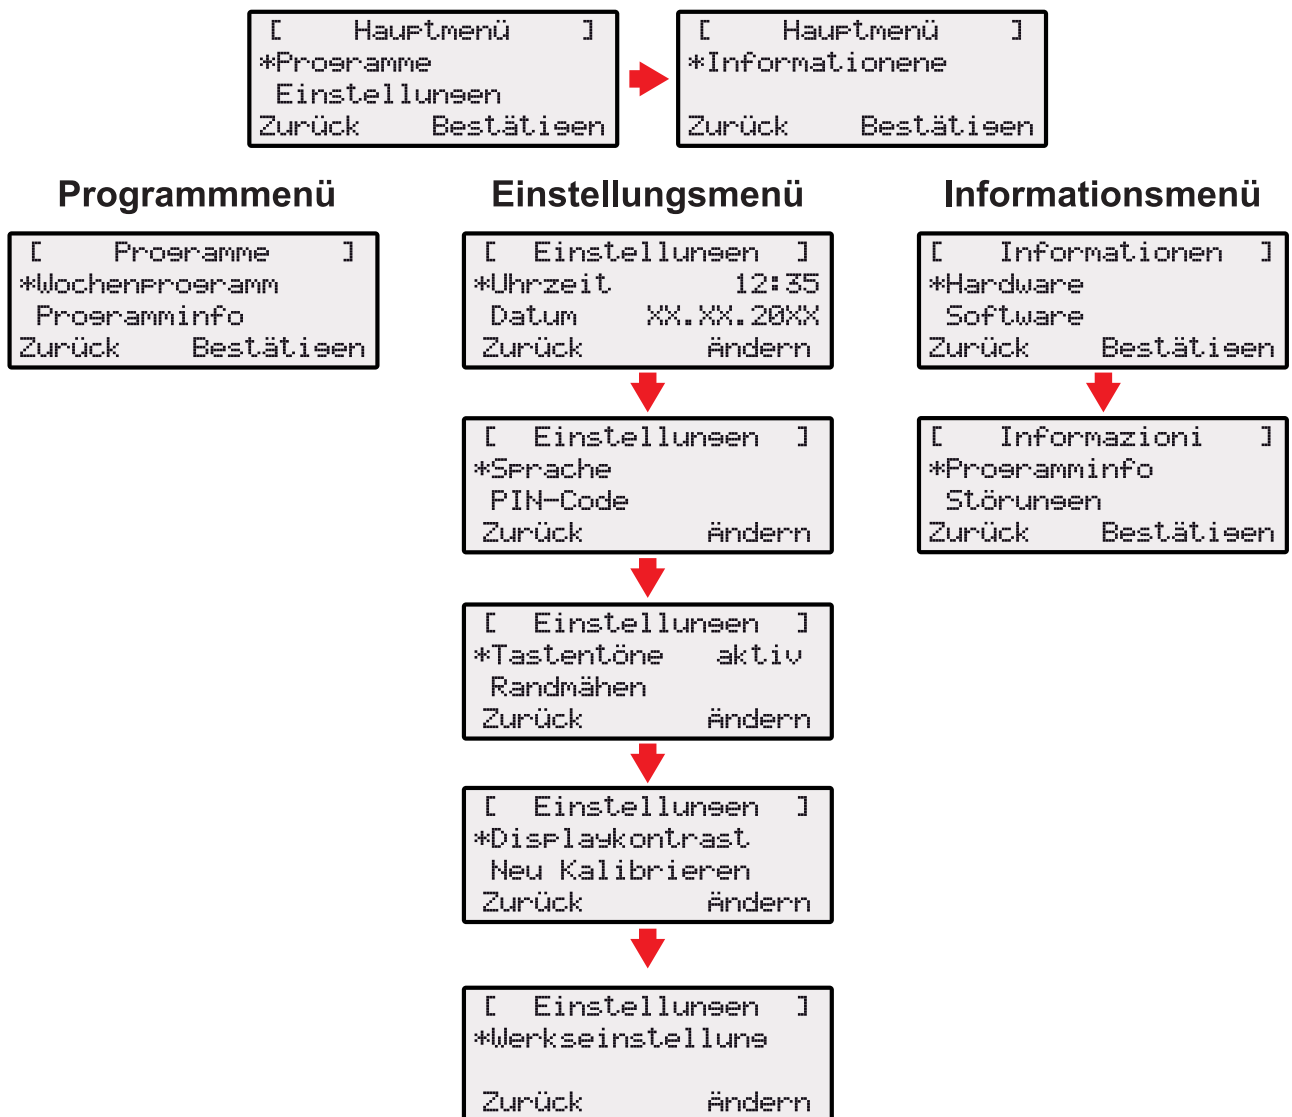 [ Hauptmenü ]
*Programme
Einstellungen
Zurück Bestätigen
[ Hauptmenü ]
*Informationene
Zurück Bestätigen
Programmmenü
[ Programme ]
*Wochenprogramm
Programminfo
Zurück Bestätigen
Einstellungsmenü
[ Einstellungen ]
*Uhrzeit 12:35
Datum XX.XX.20XX
Zurück ändern
[ Einstellungen ]
*Sprache
PIN-Code
Zurück ändern
[ Einstellungen ]
*Tastentöne aktiv
Randmähen
Zurück ändern
[ Einstellungen ]
*Displaykontrast
Neu Kalibrieren
Zurück ändern
[ Einstellungen ]
*Werkseinstellung
Zurück ändern
Informationsmenü
[ Informationen ]
*Hardware
Software
Zurück Bestätigen
[ Informazioni ]
*Programminfo
Störungen
Zurück Bestätigen